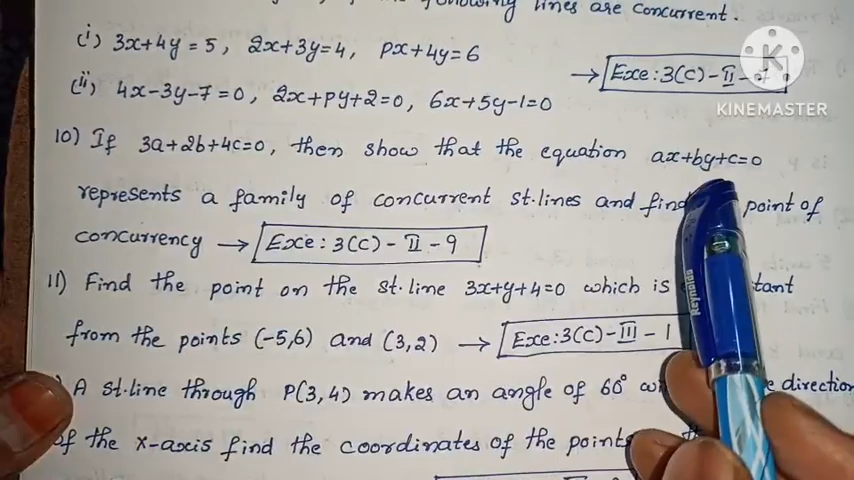 following lines are concurrent.
(i) 3x+4y=5, 2x+3y=4, px+4y=6
(ii) 4x-3y-7=0, 2x+py+2=0, 6x+5y-1=0
→ Exe:3(c)-II-
KINEMASTER
10) If 3a+2b+4c=0, then show that the equation ax+by+c=0
represents a family of concurrent st.lines and find point of
concurrency → Exe:3(c)-II-9
11) Find the point on the st.line 3x+y+4=0 which is
from the points (-5,6) and (3,2) → Exe:3(c)-III-1
A st.line through P(3,4) makes an angle of 60° direction
of the x-axis find the coordinates of the points
Reynolds